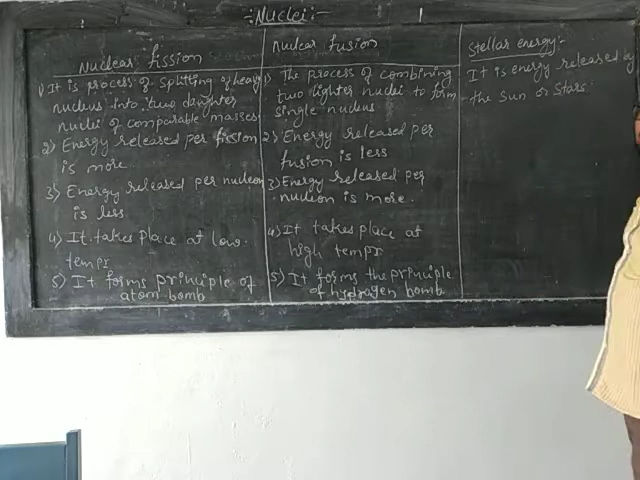 :- Nuclei :-
Nuclear fission
1) It is process of splitting of heavy
nucleus into two daughter
nuclei of comparable masses
2) Energy released per fission
is more
3) Energy released per nucleon
is less
4) It takes place at low
tempr
5) It forms principle of
atom bomb
Nuclear fusion
1) The process of combining
two lighter nuclei to form
single nucleus
2) Energy released per
fusion is less
3) Energy released per
nucleon is more.
4) It takes place at
high tempr
5) It forms the principle
of hydrogen bomb
Stellar energy:-
It is energy released by
the Sun or Stars.